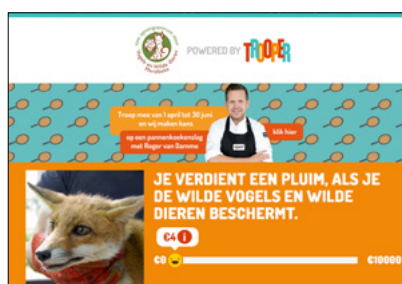 POWERED BY TROOPER
Troop mee van 1 april tot 30 juni
en wij maken kans
op een pannenkoekenslag
met Roger van Damme
klik hier
JE VERDIENT EEN PLUIM, ALS JE
DE WILDE VOGELS EN WILDE
DIEREN BESCHERMT.
€4 i
€0
€10000